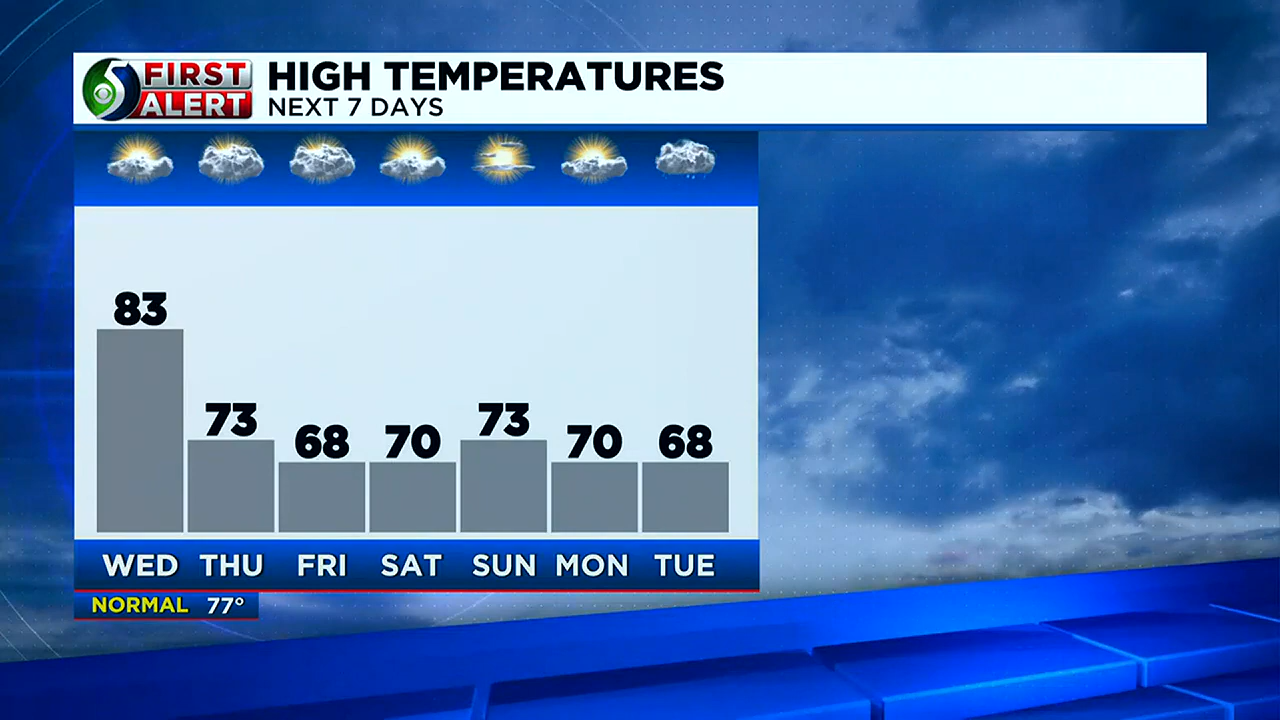 5 FIRST ALERT
HIGH TEMPERATURES
NEXT 7 DAYS
83 73 68 70 73 70 68
WED THU FRI SAT SUN MON TUE
NORMAL 77°